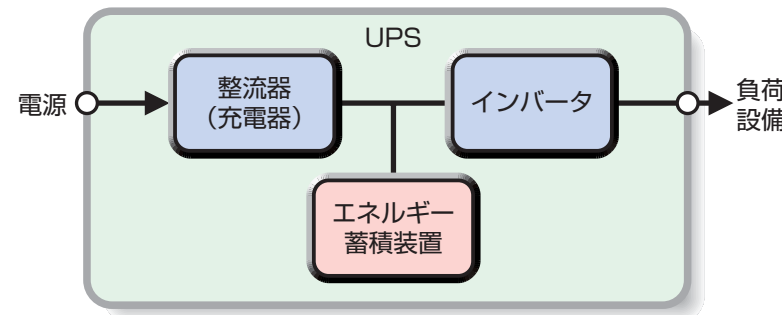 UPS
電源
整流器
（充電器）
インバータ
負荷
設備
エネルギー
蓄積装置